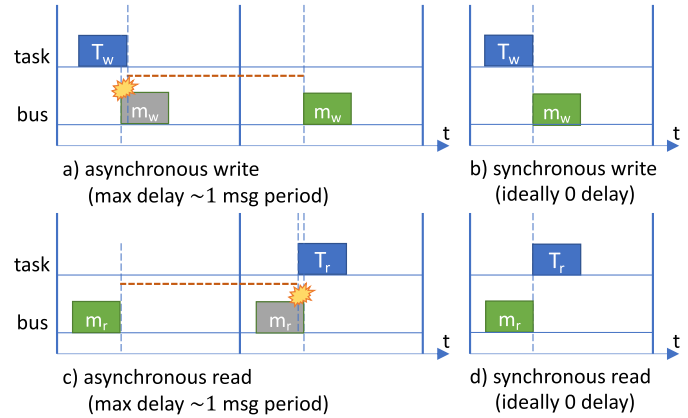 task
T_w
T_w
bus
m_w
m_w
m_w
t
t
a) asynchronous write
(max delay ~1 msg period)
b) synchronous write
(ideally 0 delay)
task
T_r
T_r
bus
m_r
m_r
m_r
t
t
c) asynchronous read
(max delay ~1 msg period)
d) synchronous read
(ideally 0 delay)